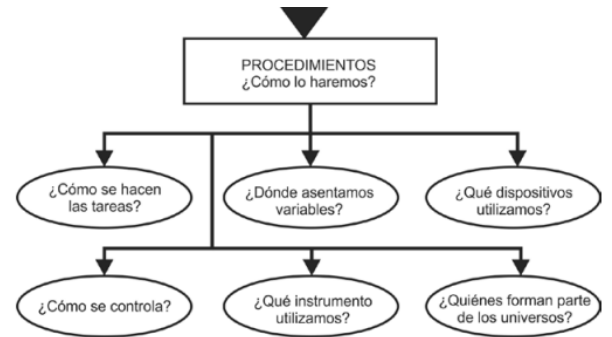 PROCEDIMIENTOS
¿Cómo lo haremos?
¿Cómo se hacen
las tareas?
¿Dónde asentamos
variables?
¿Qué dispositivos
utilizamos?
¿Cómo se controla?
¿Qué instrumento
utilizamos?
¿Quiénes forman parte
de los universos?